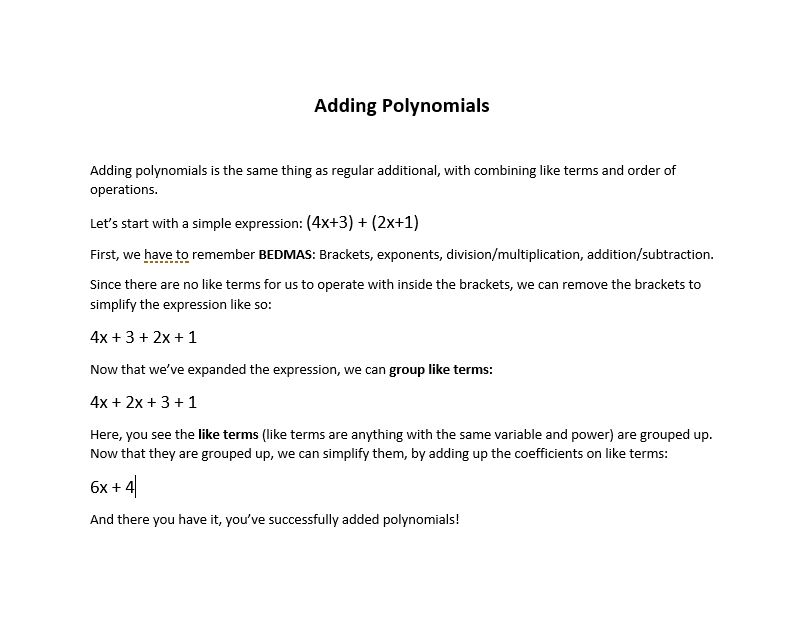 Adding Polynomials
Adding polynomials is the same thing as regular additional, with combining like terms and order of
operations.
Let’s start with a simple expression: (4x+3) + (2x+1)
First, we have to remember BEDMAS: Brackets, exponents, division/multiplication, addition/subtraction.
Since there are no like terms for us to operate with inside the brackets, we can remove the brackets to
simplify the expression like so:
4x + 3 + 2x + 1
Now that we’ve expanded the expression, we can group like terms:
4x + 2x + 3 + 1
Here, you see the like terms (like terms are anything with the same variable and power) are grouped up.
Now that they are grouped up, we can simplify them, by adding up the coefficients on like terms:
6x + 4
And there you have it, you’ve successfully added polynomials!